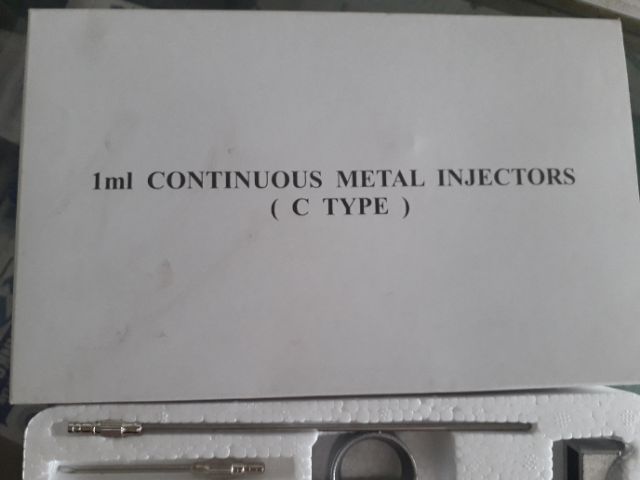 1ml CONTINUOUS METAL INJECTORS
( C TYPE )